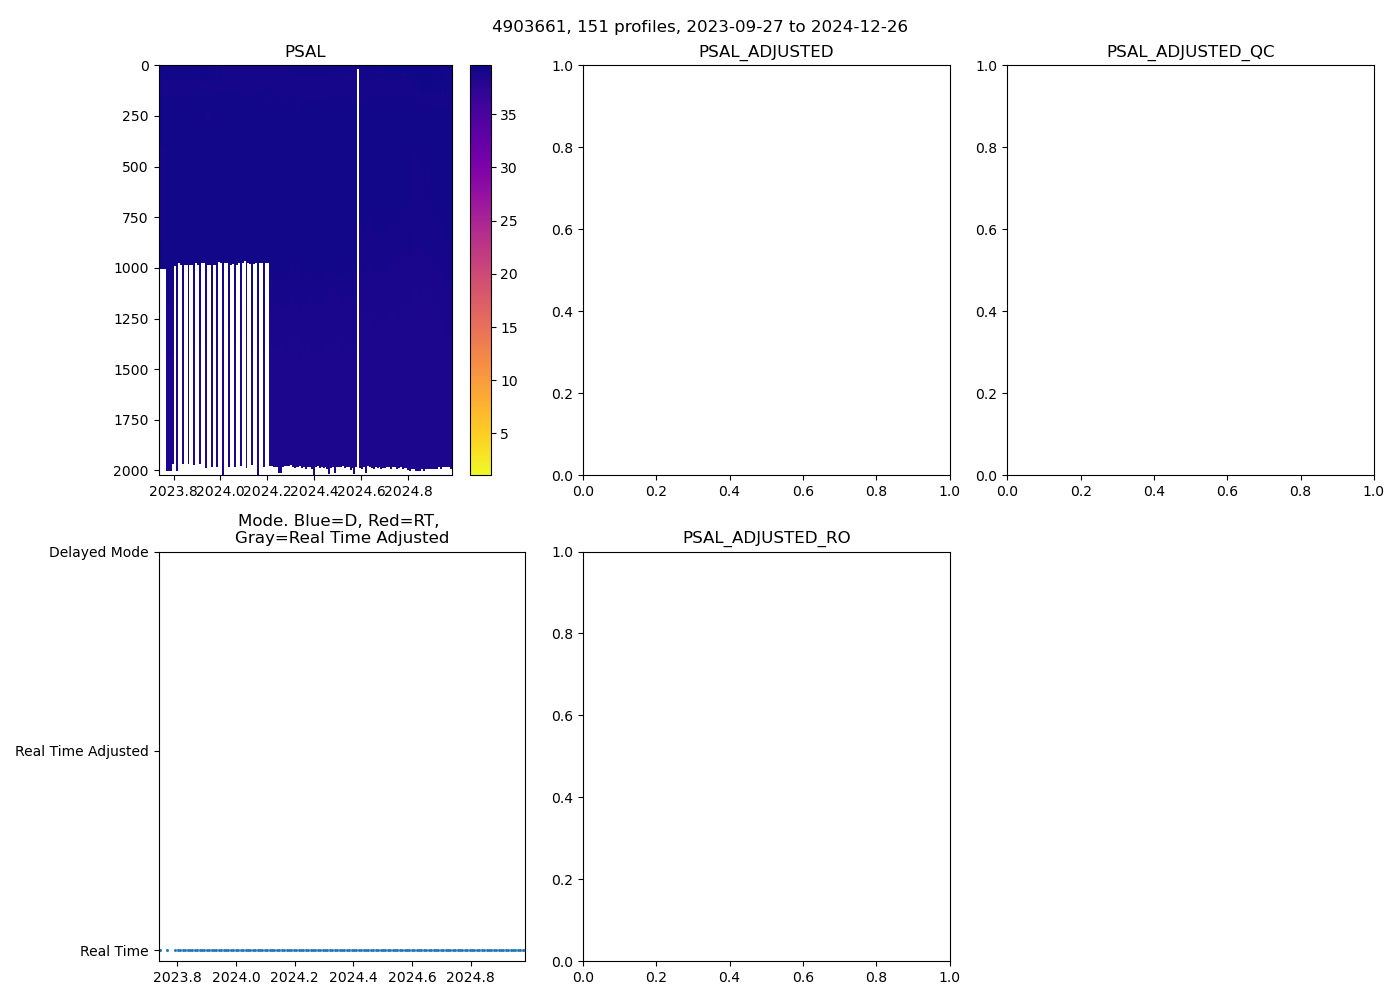 4903661, 151 profiles, 2023-09-27 to 2024-12-26
PSAL
0
250
500
750
1000
1250
1500
1750
2000
2023.8 2024.0 2024.2 2024.4 2024.6 2024.8
35
30
25
20
15
10
5
PSAL_ADJUSTED
1.0
0.8
0.6
0.4
0.2
0.0
0.0 0.2 0.4 0.6 0.8 1.0
PSAL_ADJUSTED_QC
1.0
0.8
0.6
0.4
0.2
0.0
0.0 0.2 0.4 0.6 0.8 1.0
Mode. Blue=D, Red=RT,
Gray=Real Time Adjusted
Delayed Mode
Real Time Adjusted
Real Time
2023.8 2024.0 2024.2 2024.4 2024.6 2024.8
PSAL_ADJUSTED_RO
1.0
0.8
0.6
0.4
0.2
0.0
0.0 0.2 0.4 0.6 0.8 1.0